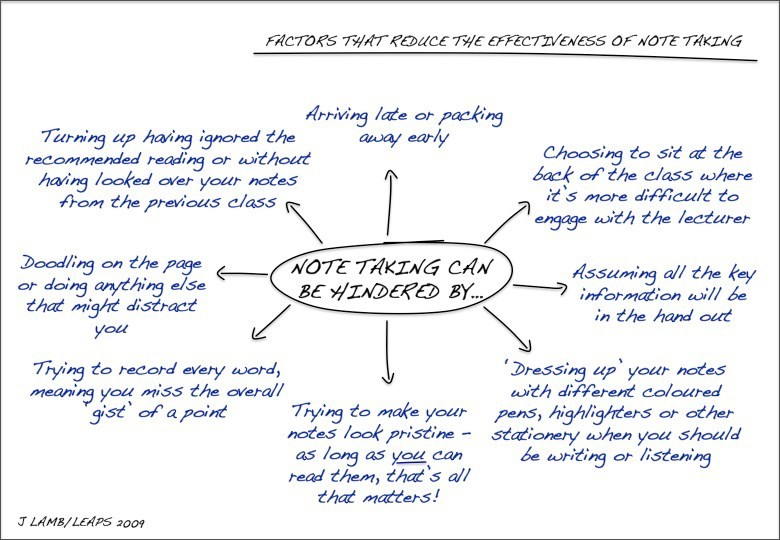 FACTORS THAT REDUCE THE EFFECTIVENESS OF NOTE TAKING
Arriving late or packing
away early
Turning up having ignored the
recommended reading or without
having looked over your notes
from the previous class
Choosing to sit at the
back of the class where
it's more difficult to
engage with the lecturer
NOTE TAKING CAN
BE HINDERED BY...
Doodling on the page
or doing anything else
that might distract
you
Assuming all the key
information will be
in the hand out
Trying to record every word,
meaning you miss the overall
'gist' of a point
Trying to make your
notes look pristine -
as long as you can
read them, that's all
that matters!
'Dressing up' your notes
with different coloured
pens, highlighters or other
stationery when you should
be writing or listening
J LAMB/LEAPS 2009